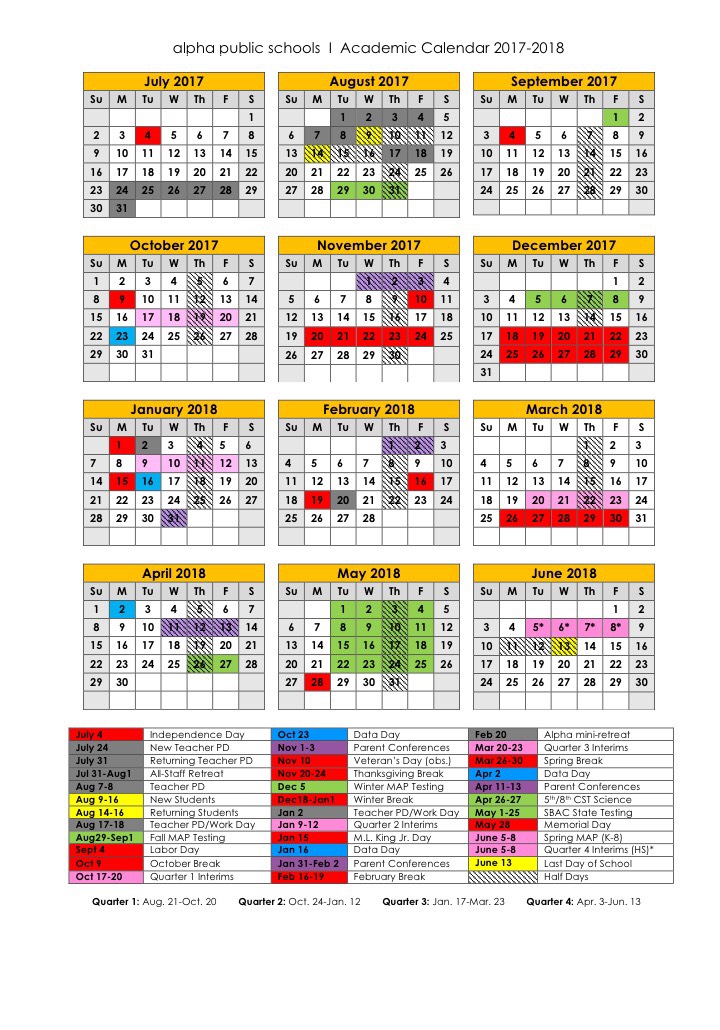 alpha public schools I Academic Calendar 2017-2018
July 2017
Su M Tu W Th F S
1
2 3 4 5 6 7 8
9 10 11 12 13 14 15
16 17 18 19 20 21 22
23 24 25 26 27 28 29
30 31
August 2017
Su M Tu W Th F S
1 2 3 4 5
6 7 8 9 10 11 12
13 14 15 16 17 18 19
20 21 22 23 24 25 26
27 28 29 30 31
September 2017
Su M Tu W Th F S
1 2
3 4 5 6 7 8 9
10 11 12 13 14 15 16
17 18 19 20 21 22 23
24 25 26 27 28 29 30
October 2017
Su M Tu W Th F S
1 2 3 4 5 6 7
8 9 10 11 12 13 14
15 16 17 18 19 20 21
22 23 24 25 26 27 28
29 30 31
November 2017
Su M Tu W Th F S
1 2 3 4
5 6 7 8 9 10 11
12 13 14 15 16 17 18
19 20 21 22 23 24 25
26 27 28 29 30
December 2017
Su M Tu W Th F S
1 2
3 4 5 6 7 8 9
10 11 12 13 14 15 16
17 18 19 20 21 22 23
24 25 26 27 28 29 30
31
January 2018
Su M Tu W Th F S
1 2 3 4 5 6
7 8 9 10 11 12 13
14 15 16 17 18 19 20
21 22 23 24 25 26 27
28 29 30 31
February 2018
Su M Tu W Th F S
1 2 3
4 5 6 7 8 9 10
11 12 13 14 15 16 17
18 19 20 21 22 23 24
25 26 27 28
March 2018
Su M Tu W Th F S
1 2 3
4 5 6 7 8 9 10
11 12 13 14 15 16 17
18 19 20 21 22 23 24
25 26 27 28 29 30 31
April 2018
Su M Tu W Th F S
1 2 3 4 5 6 7
8 9 10 11 12 13 14
15 16 17 18 19 20 21
22 23 24 25 26 27 28
29 30
May 2018
Su M Tu W Th F S
1 2 3 4 5
6 7 8 9 10 11 12
13 14 15 16 17 18 19
20 21 22 23 24 25 26
27 28 29 30 31
June 2018
Su M Tu W Th F S
1 2
3 4 5* 6* 7* 8* 9
10 11 12 13 14 15 16
17 18 19 20 21 22 23
24 25 26 27 28 29 30
July 4 Independence Day Oct 23 Data Day Feb 20 Alpha mini-retreat
July 24 New Teacher PD Nov 1-3 Parent Conferences Mar 20-23 Quarter 3 Interims
July 31 Returning Teacher PD Nov 10 Veteran's Day (obs.) Mar 26-30 Spring Break
Jul 31-Aug1 All-Staff Retreat Nov 20-24 Thanksgiving Break Apr 2 Data Day
Aug 7-8 Teacher PD Dec 5 Winter MAP Testing Apr 11-13 Parent Conferences
Aug 9-16 New Students Dec18-Jan1 Winter Break Apr 26-27 5th/8th CST Science
Aug 14-16 Returning Students Jan 2 Teacher PD/Work Day May 1-25 SBAC State Testing
Aug 17-18 Teacher PD/Work Day Jan 9-12 Quarter 2 Interims May 28 Memorial Day
Aug29-Sep1 Fall MAP Testing Jan 15 M.L. King Jr. Day June 5-8 Spring MAP (K-8)
Sept 4 Labor Day Jan 16 Data Day June 5-8 Quarter 4 Interims (HS)*
Oct 9 October Break Jan 31-Feb 2 Parent Conferences June 13 Last Day of School
Oct 17-20 Quarter 1 Interims Feb 16-19 February Break Half Days
Quarter 1: Aug. 21-Oct. 20 Quarter 2: Oct. 24-Jan. 12 Quarter 3: Jan. 17-Mar. 23 Quarter 4: Apr. 3-Jun. 13